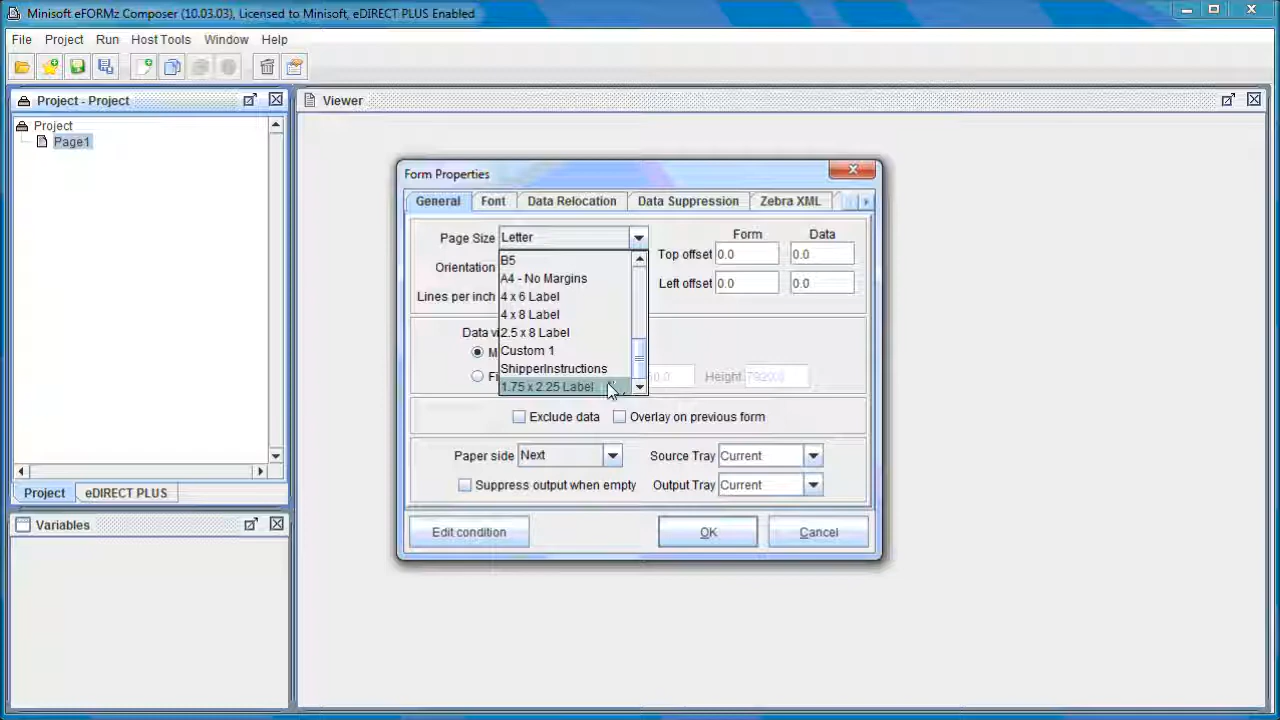 Minisoft eFORMz Composer (10.03.03), Licensed to Minisoft, eDIRECT PLUS Enabled
File Project Run Host Tools Window Help
Project - Project
Viewer
Project
Page1
Form Properties
General Font Data Relocation Data Suppression Zebra XML
Page Size Letter
Form Data
Top offset 0.0 0.0
Orientation
Left offset 0.0 0.0
Lines per inch
B5
A4 - No Margins
4 x 6 Label
4 x 8 Label
2.5 x 8 Label
Custom 1
ShipperInstructions
1.75 x 2.25 Label
Height:
Exclude data Overlay on previous form
Paper side Next Source Tray Current
Suppress output when empty Output Tray Current
Edit condition OK Cancel
Project eDIRECT PLUS
Variables